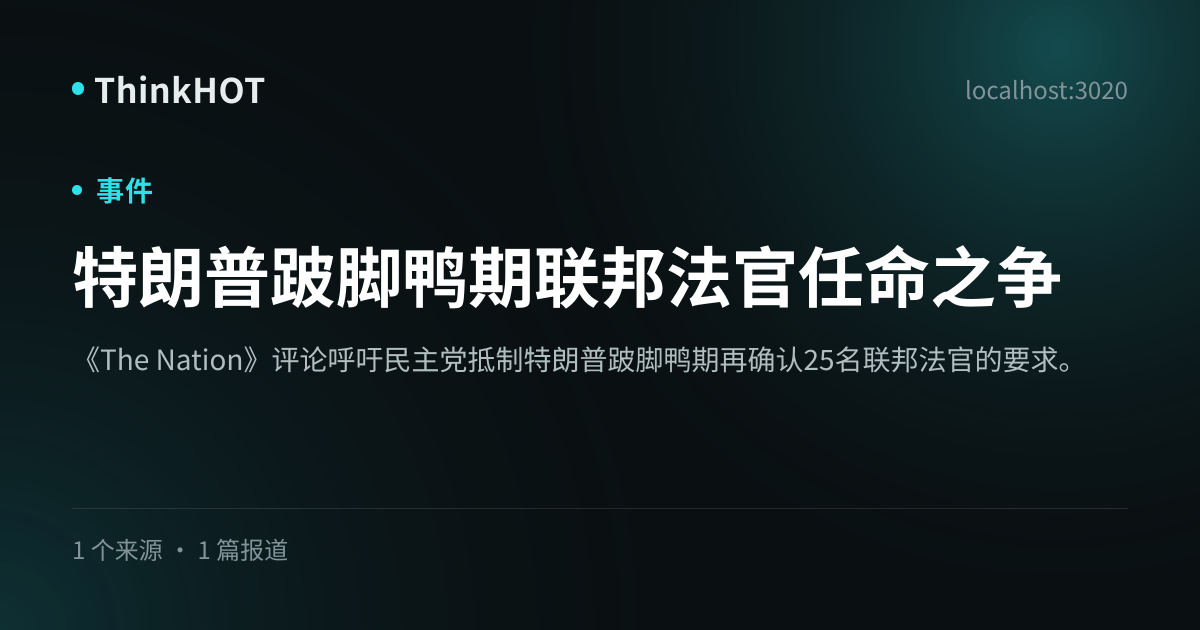 ThinkHOT
localhost:3020
事件
特朗普跛脚鸭期联邦法官任命之争
《The Nation》评论呼吁民主党抵制特朗普跛脚鸭期再确认25名联邦法官的要求。
1 个来源 · 1 篇报道